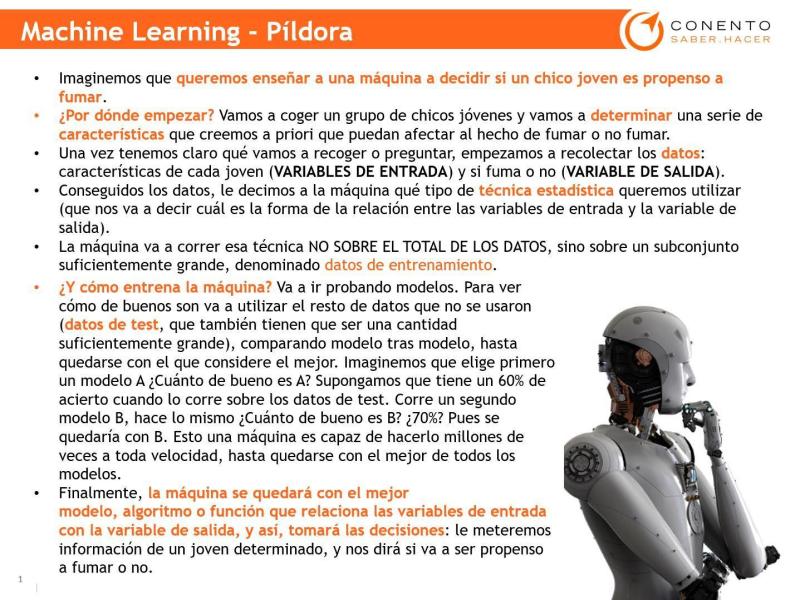 Machine Learning - Píldora
CONENTO
SABER.HACER
• Imaginemos que queremos enseñar a una máquina a decidir si un chico joven es propenso a
fumar.
• ¿Por dónde empezar? Vamos a coger un grupo de chicos jóvenes y vamos a determinar una serie de
características que creemos a priori que puedan afectar al hecho de fumar o no fumar.
• Una vez tenemos claro qué vamos a recoger o preguntar, empezamos a recolectar los datos:
características de cada joven (VARIABLES DE ENTRADA) y si fuma o no (VARIABLE DE SALIDA).
• Conseguidos los datos, le decimos a la máquina qué tipo de técnica estadística queremos utilizar
(que nos va a decir cuál es la forma de la relación entre las variables de entrada y la variable de
salida).
• La máquina va a correr esa técnica NO SOBRE EL TOTAL DE LOS DATOS, sino sobre un subconjunto
suficientemente grande, denominado datos de entrenamiento.
• ¿Y cómo entrena la máquina? Va a ir probando modelos. Para ver
cómo de buenos son va a utilizar el resto de datos que no se usaron
(datos de test, que también tienen que ser una cantidad
suficientemente grande), comparando modelo tras modelo, hasta
quedarse con el que considere el mejor. Imaginemos que elige primero
un modelo A ¿Cuánto de bueno es A? Supongamos que tiene un 60% de
acierto cuando lo corre sobre los datos de test. Corre un segundo
modelo B, hace lo mismo ¿Cuánto de bueno es B? ¿70%? Pues se
quedaría con B. Esto una máquina es capaz de hacerlo millones de
veces a toda velocidad, hasta quedarse con el mejor de todos los
modelos.
• Finalmente, la máquina se quedará con el mejor
modelo, algoritmo o función que relaciona las variables de entrada
con la variable de salida, y así, tomará las decisiones: le meteremos
información de un joven determinado, y nos dirá si va a ser propenso
a fumar o no.
1